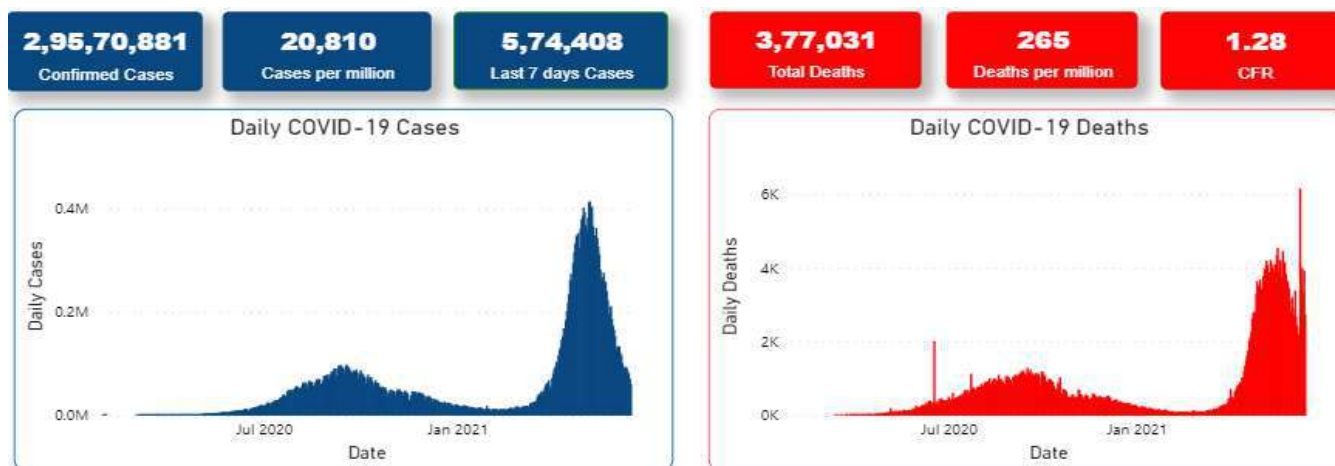 2,95,70,881
Confirmed Cases
20,810
Cases per million
5,74,408
Last 7 days Cases
3,77,031
Total Deaths
265
Deaths per million
1.28
CFR
Daily COVID-19 Cases
0.4M
0.2M
0.0M
Daily Cases
Jul 2020
Jan 2021
Date
Daily COVID-19 Deaths
6K
4K
2K
0K
Daily Deaths
Jul 2020
Jan 2021
Date